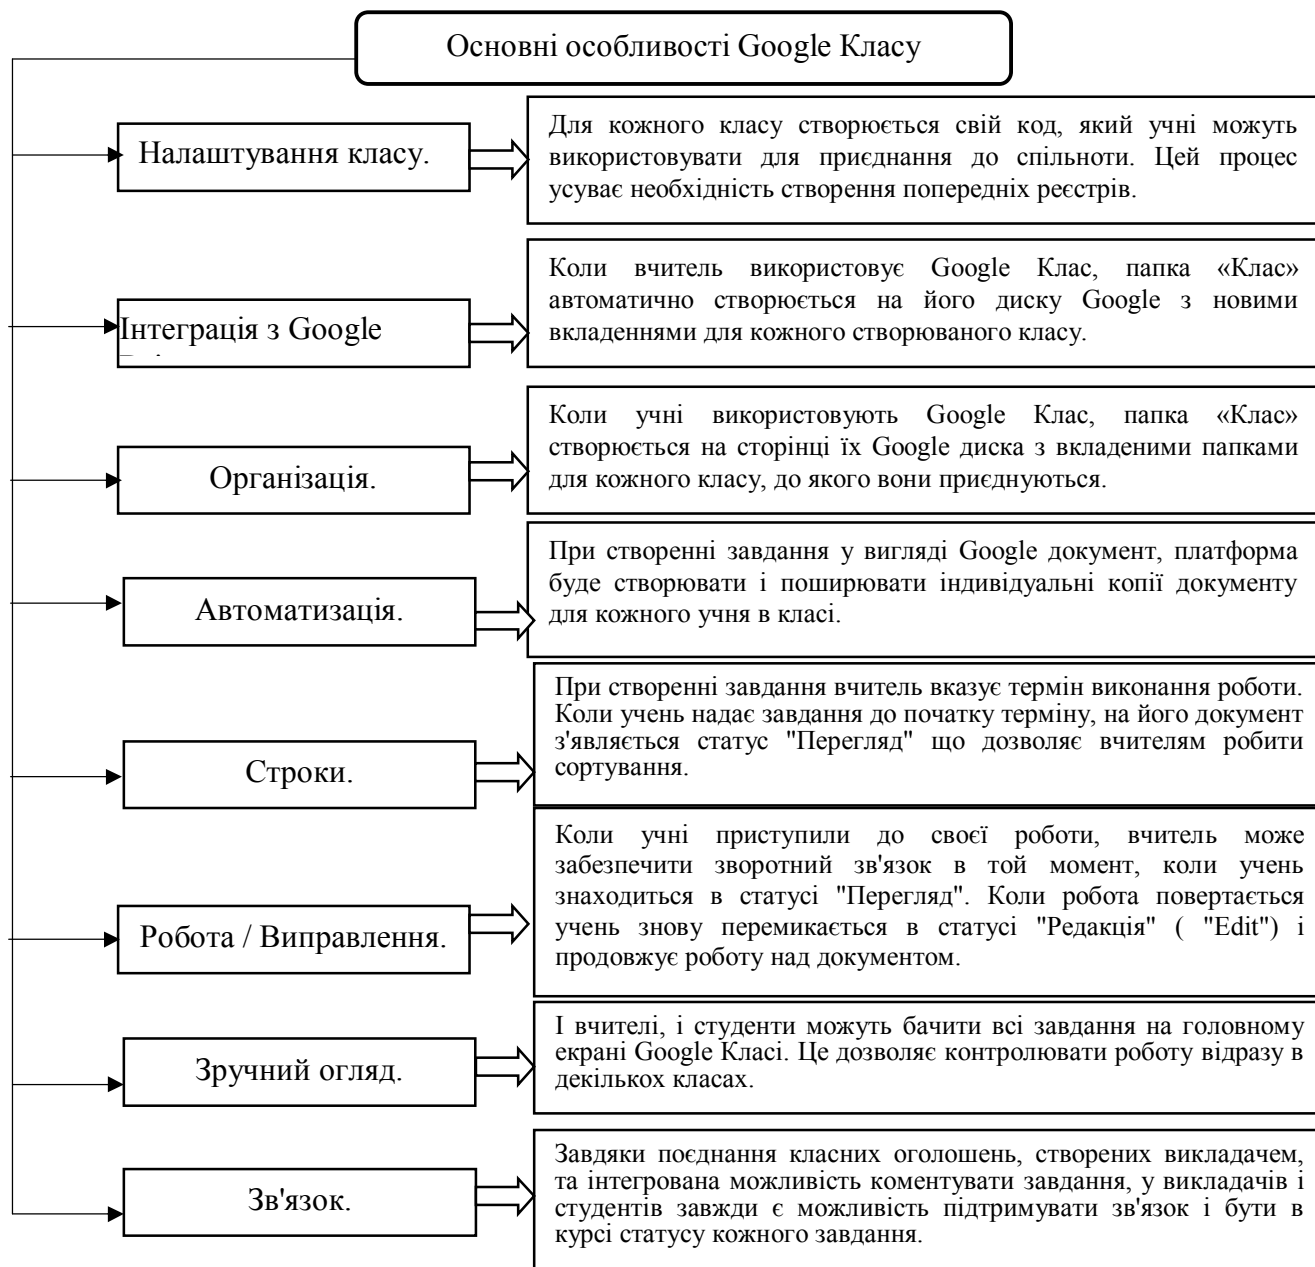 Основні особливості Google Класу
Налаштування класу.
Для кожного класу створюється свій код, який учні можуть
використовувати для приєднання до спільноти. Цей процес
усуває необхідність створення попередніх реєстрів.
Інтеграція з Google
Коли вчитель використовує Google Клас, папка «Клас»
автоматично створюється на його диску Google з новими
вкладеннями для кожного створюваного класу.
Організація.
Коли учні використовують Google Клас, папка «Клас»
створюється на сторінці їх Google диска з вкладеними папками
для кожного класу, до якого вони приєднуються.
Автоматизація.
При створенні завдання у вигляді Google документ, платформа
буде створювати і поширювати індивідуальні копії документу
для кожного учня в класі.
Строки.
При створенні завдання вчитель вказує термін виконання роботи.
Коли учень надає завдання до початку терміну, на його документ
з'являється статус "Перегляд" що дозволяє вчителям робити
сортування.
Робота / Виправлення.
Коли учні приступили до своєї роботи, вчитель може
забезпечити зворотний зв'язок в той момент, коли учень
знаходиться в статусі "Перегляд". Коли робота повертається
учень знову перемикається в статусі "Редакція" ( "Edit") і
продовжує роботу над документом.
Зручний огляд.
І вчителі, і студенти можуть бачити всі завдання на головному
екрані Google Класі. Це дозволяє контролювати роботу відразу в
декількох класах.
Зв'язок.
Завдяки поєднання класних оголошень, створених викладачем,
та інтегрована можливість коментувати завдання, у викладачів і
студентів завжди є можливість підтримувати зв'язок і бути в
курсі статусу кожного завдання.